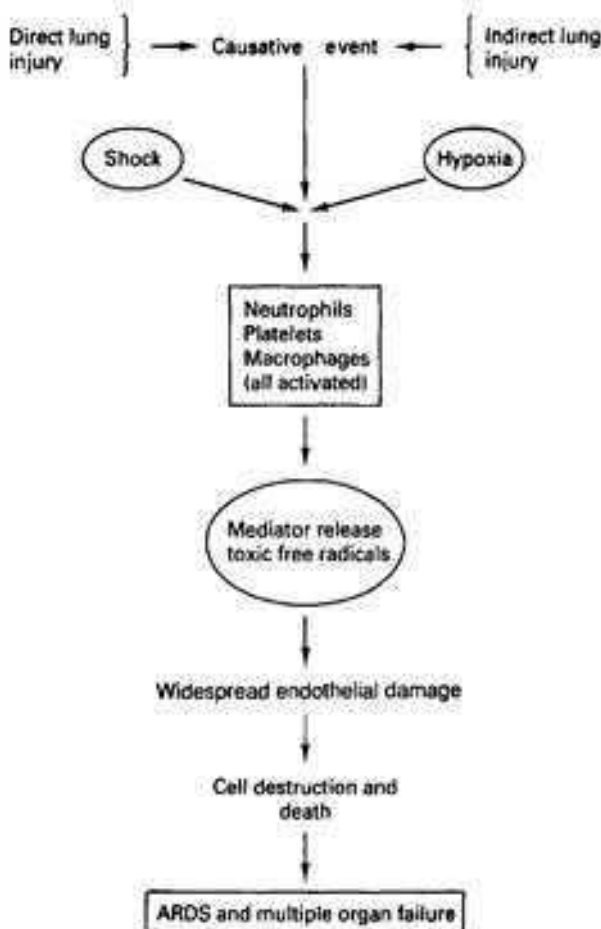 Direct lung
injury
Causative event
Indirect lung
injury
Shock
Hypoxia
Neutrophils
Platelets
Macrophages
(all activated)
Mediator release
toxic free radicals
Widespread endothelial damage
Cell destruction and
death
ARDS and multiple organ failure